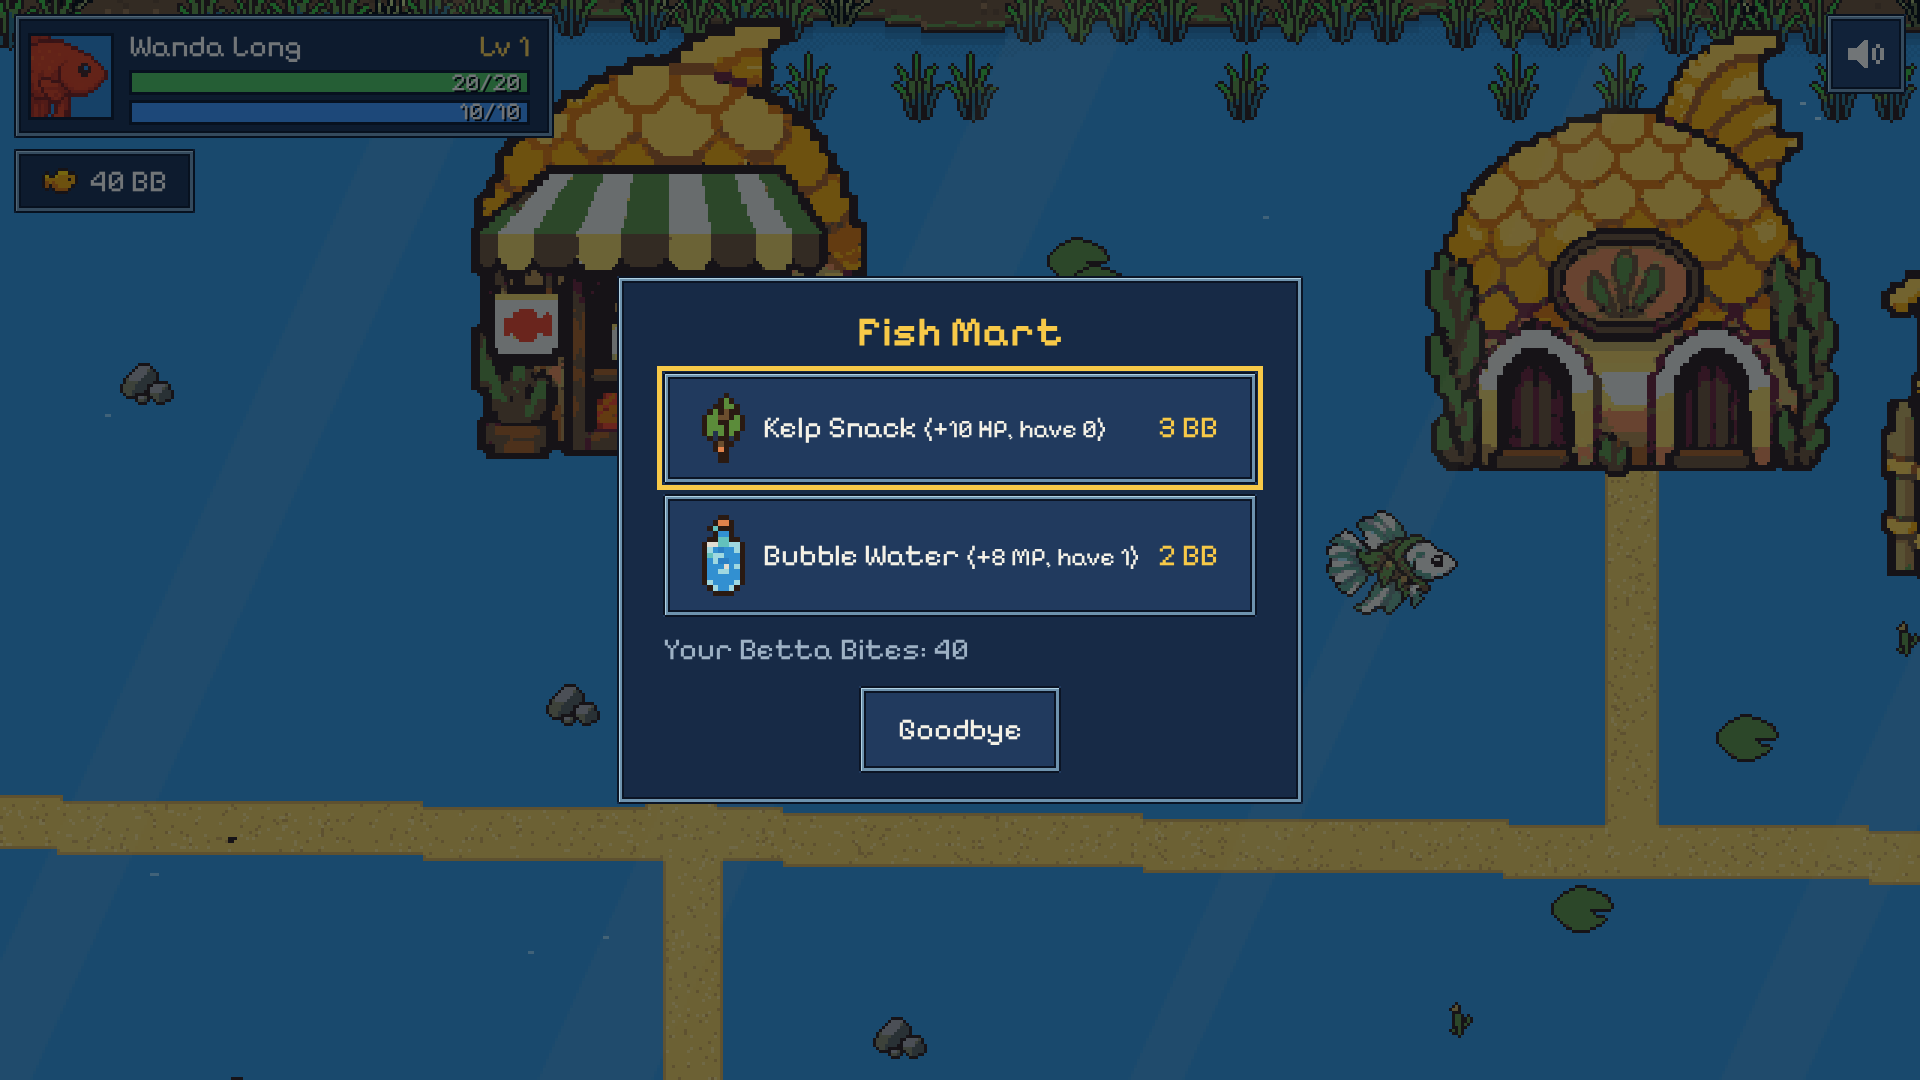 Wanda Long Lv 1
20/20
10/10
40 BB
Fish Mart
Kelp Snack (+10 HP, have 0) 3 BB
Bubble Water (+8 MP, have 1) 2 BB
Your Betta Bites: 40
Goodbye